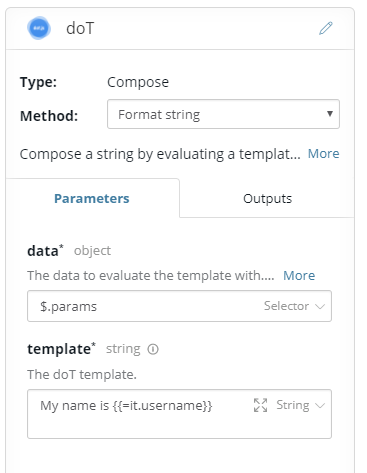 doT
Type: Compose
Method: Format string
Compose a string by evaluating a templat... More
Parameters Outputs
data* object
The data to evaluate the template with.... More
$.params Selector
template* string
The doT template.
My name is {{=it.username}} String